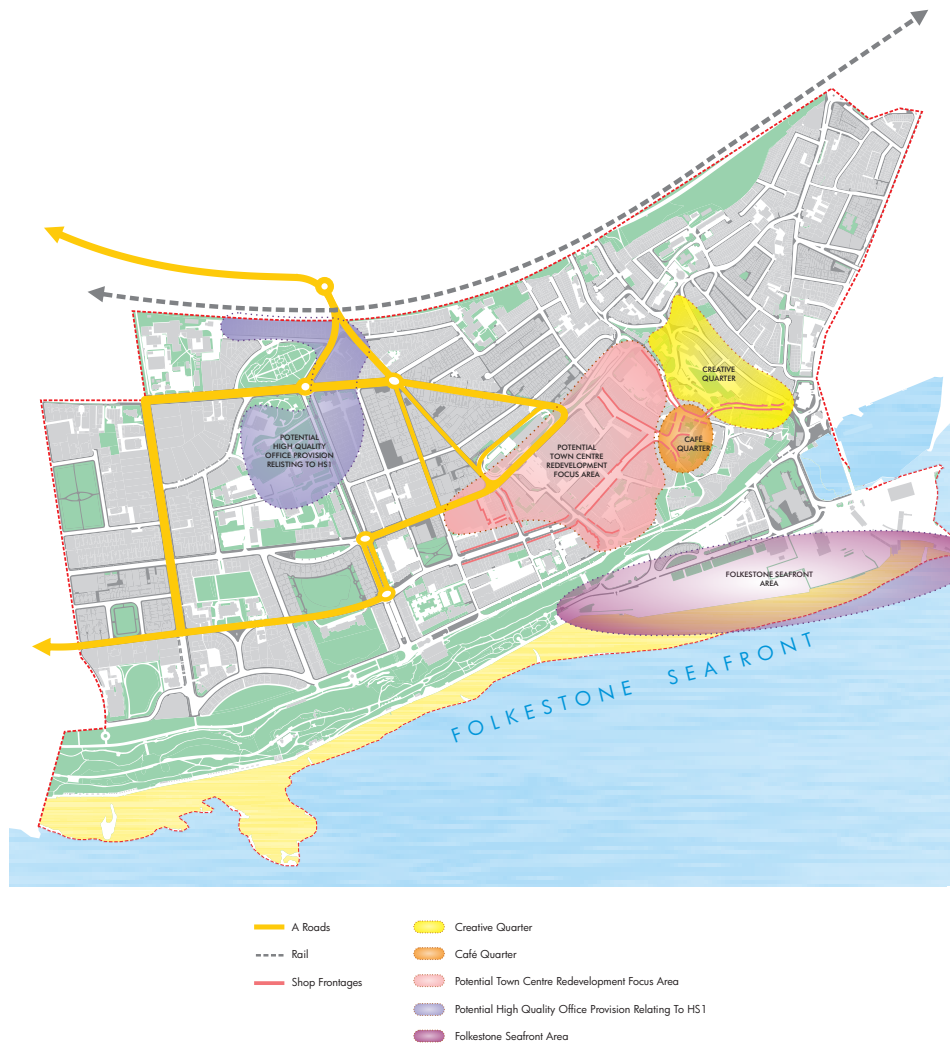 CREATIVE
QUARTER
CAFÉ
QUARTER
POTENTIAL
TOWN CENTRE
REDEVELOPMENT
FOCUS AREA
POTENTIAL
HIGH QUALITY
OFFICE PROVISION
RELISTING TO HS1
FOLKESTONE SEAFRONT
AREA
FOLKESTONE SEAFRONT
A Roads
Rail
Shop Frontages
Creative Quarter
Café Quarter
Potential Town Centre Redevelopment Focus Area
Potential High Quality Office Provision Relating To HS1
Folkestone Seafront Area